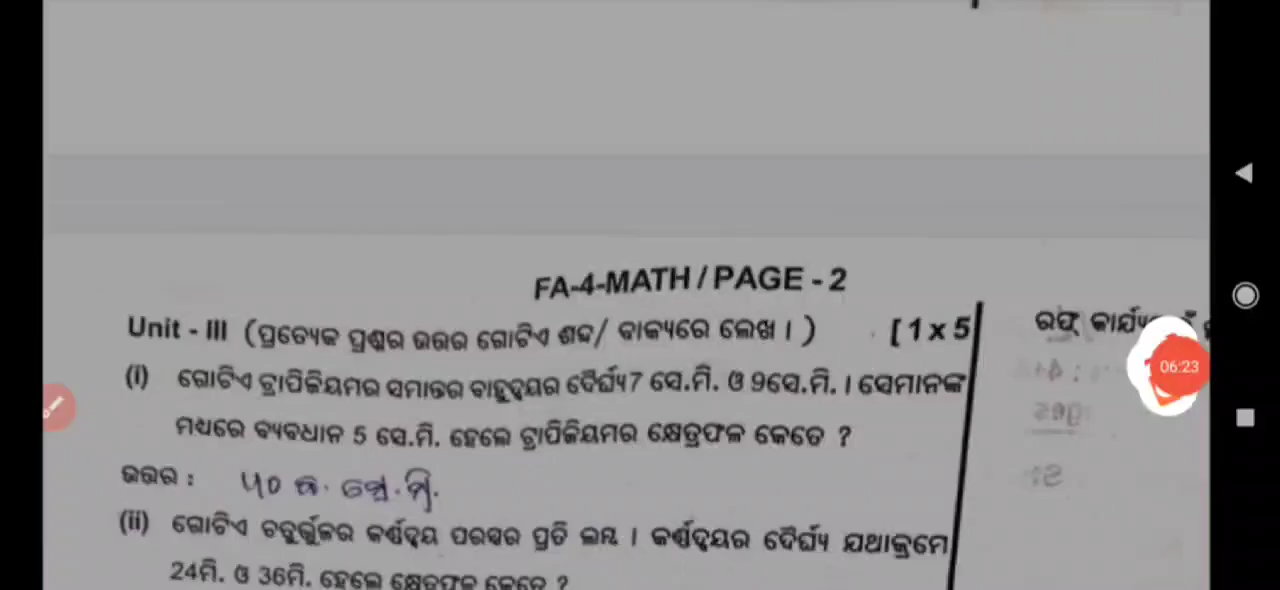 FA-4-MATH / PAGE - 2
Unit - III (ପ୍ରତ୍ୟେକ ପ୍ରଶ୍ନର ଉତ୍ତର ଗୋଟିଏ ଶବ୍ଦ/ ବାକ୍ୟରେ ଲେଖ । ) [ 1 x 5
(i) ଗୋଟିଏ ଟ୍ରାପିଜିୟମର ସମାନ୍ତର ବାହୁଦ୍ୱୟର ଦୈର୍ଘ୍ୟ 7 ସେ.ମି. ଓ 9ସେ.ମି. । ସେମାନଙ୍କ
ମଧ୍ୟରେ ବ୍ୟବଧାନ 5 ସେ.ମି. ହେଲେ ଟ୍ରାପିଜିୟମର କ୍ଷେତ୍ରଫଳ କେତେ ?
ଉତ୍ତର : ୪୦ ବ. ସେ. ମି.
(ii) ଗୋଟିଏ ଚତୁର୍ଭୁଜର କର୍ଣ୍ଣଦ୍ୱୟ ପରସ୍ପର ପ୍ରତି ଲମ୍ବ । କର୍ଣ୍ଣଦ୍ୱୟର ଦୈର୍ଘ୍ୟ ଯଥାକ୍ରମେ
24ମି. ଓ 36ମି. ହେଲେ କ୍ଷେତ୍ରଫଳ କେତେ ?
ରଫ୍
06:23